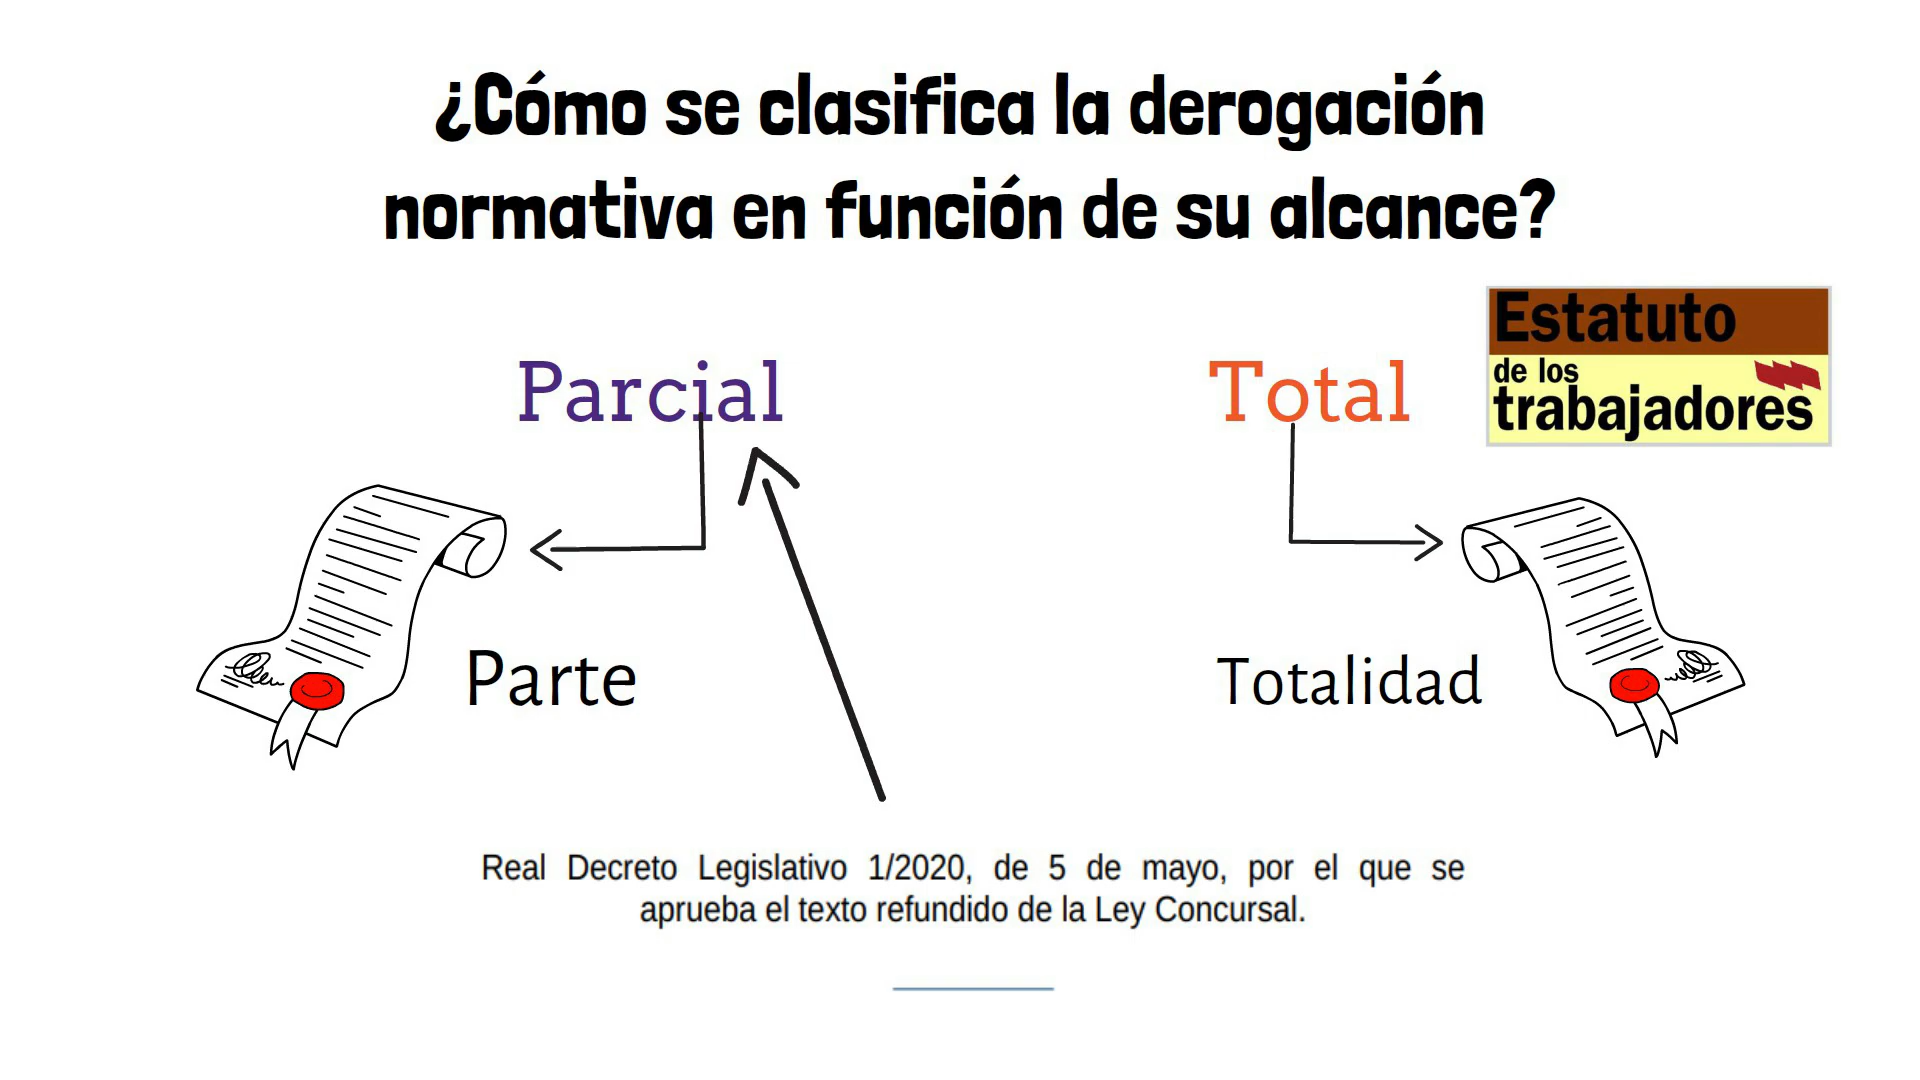 ¿Cómo se clasifica la derogación
normativa en función de su alcance?
Parcial
Total
Estatuto
de los
trabajadores
Parte
Totalidad
Real Decreto Legislativo 1/2020, de 5 de mayo, por el que se
aprueba el texto refundido de la Ley Concursal.